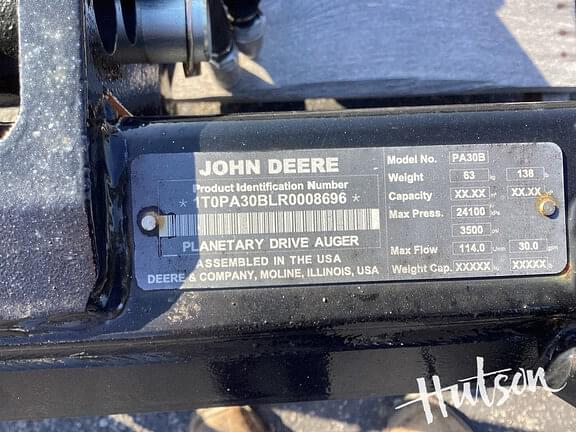 JOHN DEERE
Product Identification Number
* 1T0PA30BLR0008696 *
PLANETARY DRIVE AUGER
ASSEMBLED IN THE USA
DEERE & COMPANY, MOLINE, ILLINOIS, USA
Model No. PA30B
Weight 63 138
Capacity XX.XX XX.XX
Max Press. 24100
3500
Max Flow 114.0 30.0
Weight Cap. XXXXX XXXXX
Hutson